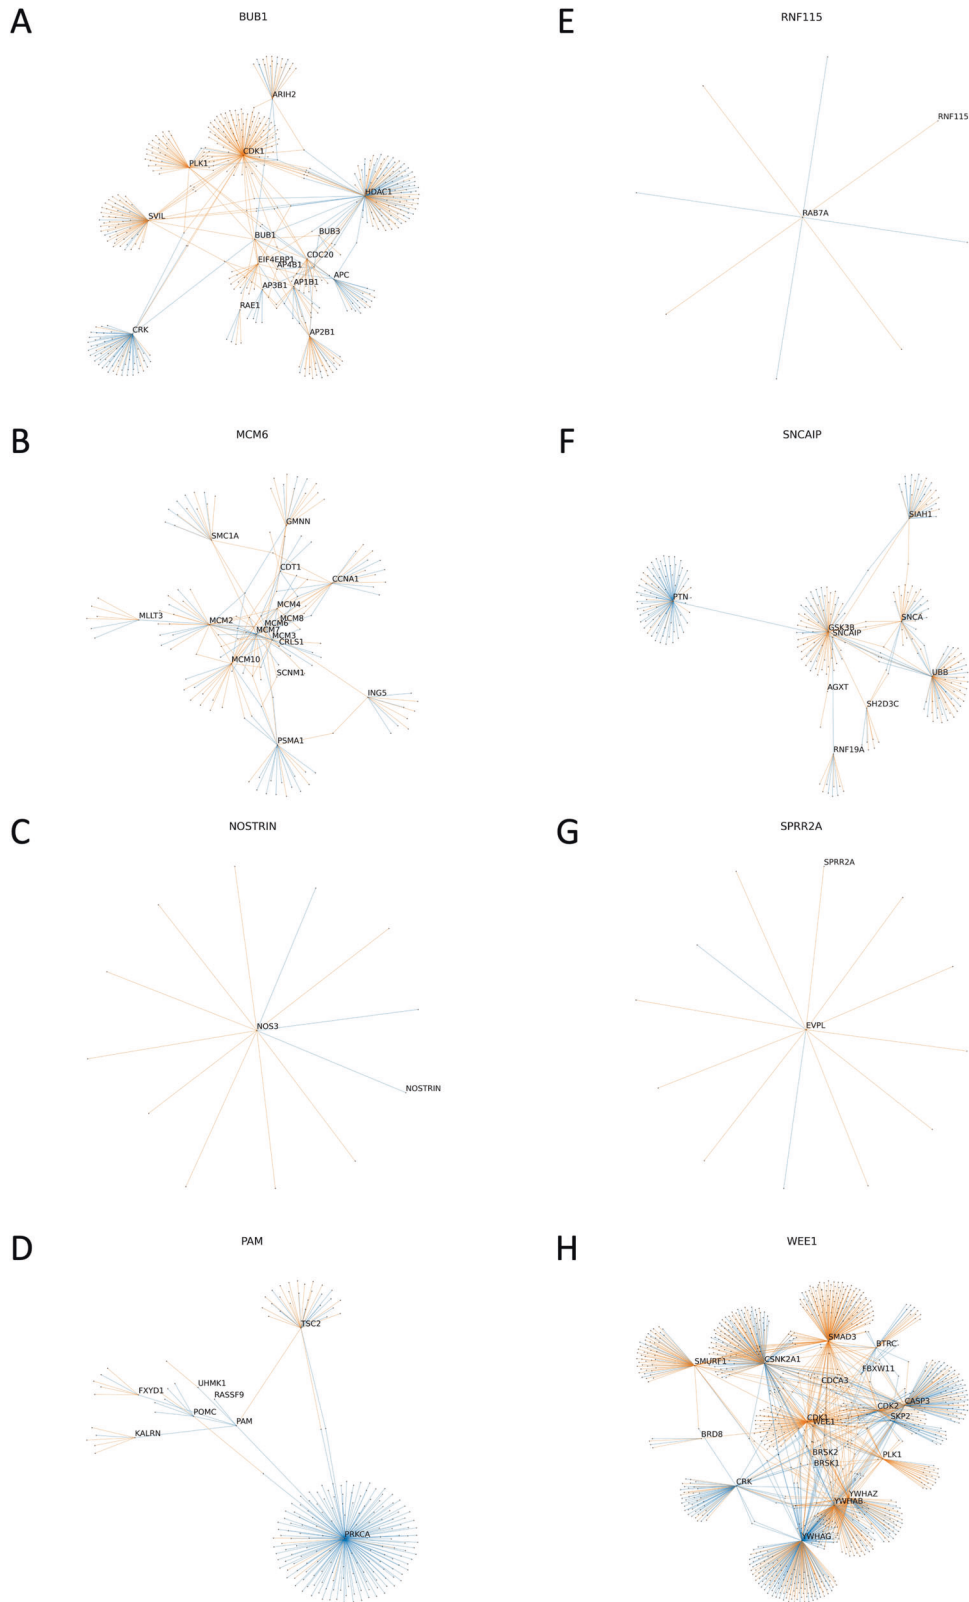 A
BUB1
ARIH2
CDK1
PLK1
HDAC1
SVIL
BUB1
BUB3
EIF4EBP1
CDC20
AP4B1
APC
AP3B1
AP1B1
RAE1
CRK
AP2B1
E
RNF115
RNF115
RAB7A
B
MCM6
GMNN
SMC1A
CDT1
CCNA1
MCM4
MLLT3
MCM2
MCM8
MCM6
MCM7
MCM3
CRLS1
MCM10
SCNM1
ING5
PSMA1
F
SNCAIP
SIAH1
PTN
GSK3B
SNCAIP
SNCA
UBB
AGXT
SH2D3C
RNF19A
C
NOSTRIN
NOS3
NOSTRIN
G
SPRR2A
SPRR2A
EVPL
D
PAM
TSC2
UHMK1
FXYD1
RASSF9
POMC
PAM
KALRN
PRKCA
H
WEE1
SMAD3
BTRC
SMURF1
CSNK2A1
FBXW11
CDCA3
CASP3
CDK2
CDK1
SKP2
WEE1
BRD8
BRSK2
PLK1
BRSK1
CRK
YWHAZ
YWHAB
YWHAG